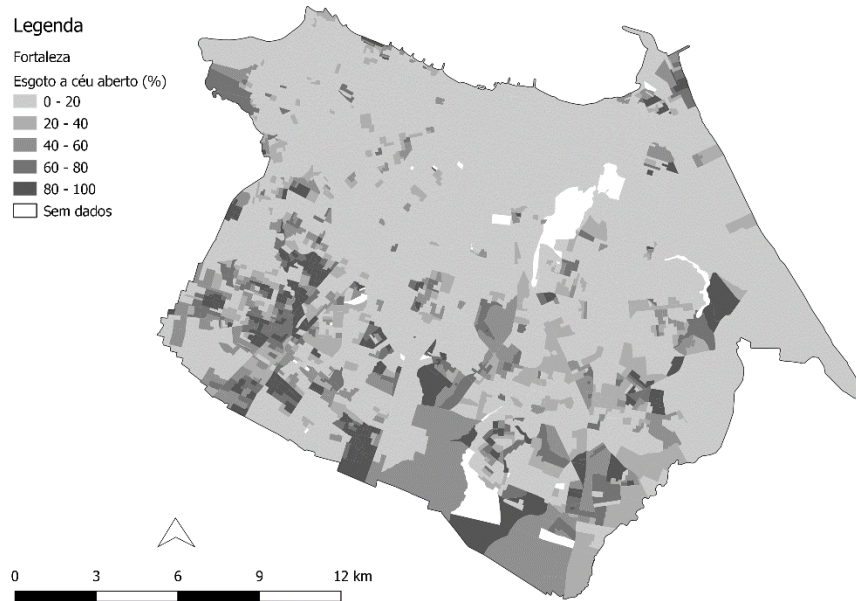 Legenda
Fortaleza
Esgoto a céu aberto (%)
0 - 20
20 - 40
40 - 60
60 - 80
80 - 100
Sem dados
0 3 6 9 12 km